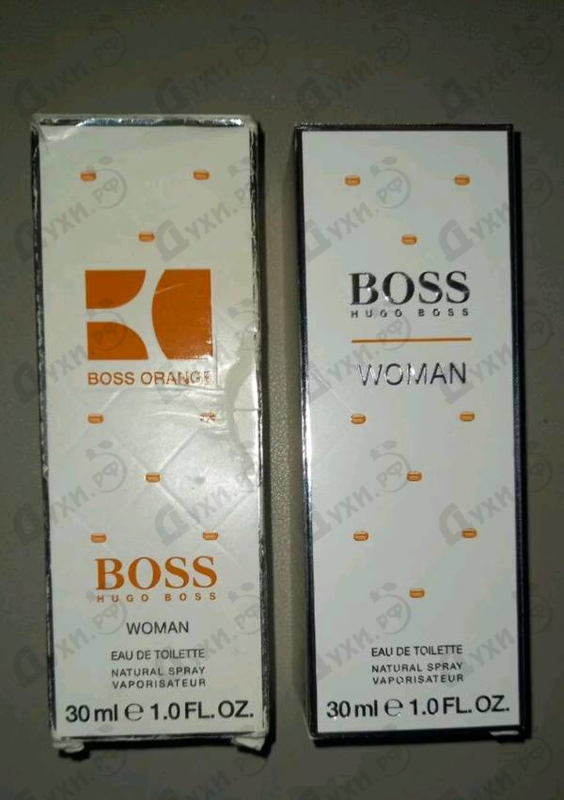 BOSS ORANGE
BOSS
HUGO BOSS
WOMAN
EAU DE TOILETTE
NATURAL SPRAY
VAPORISATEUR
30 ml e 1.0 FL. OZ.
BOSS
HUGO BOSS
WOMAN
EAU DE TOILETTE
NATURAL SPRAY
VAPORISATEUR
30 ml e 1.0 FL. OZ.
Духи.рф